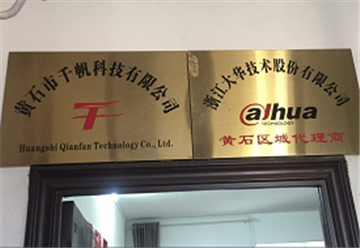 黄石市千帆科技有限公司
Huangshi Qianfan Technology Co., Ltd.
浙江大华技术股份有限公司
alhua
TECHNOLOGY
黄石区域代理商